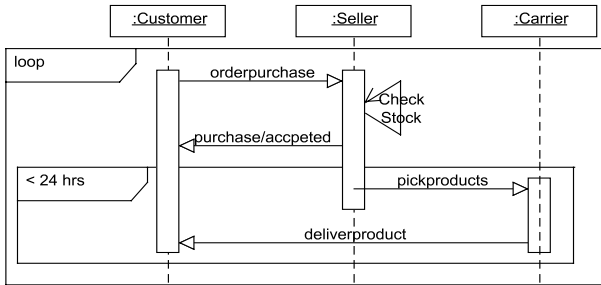 :Customer
:Seller
:Carrier
loop
orderpurchase
Check
Stock
purchase/accpeted
< 24 hrs
pickproducts
deliverproduct